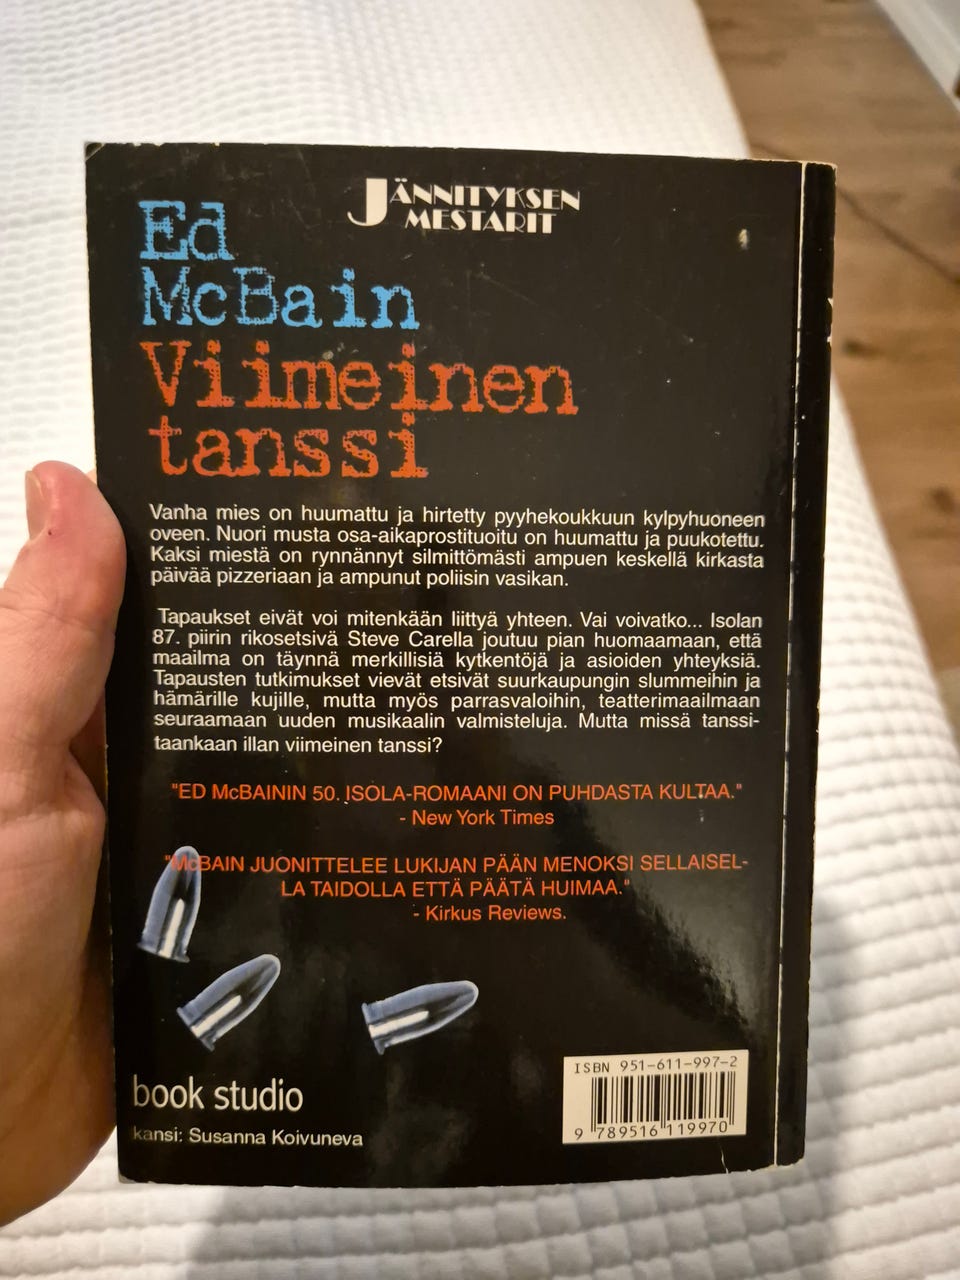 JÄNNITYKSEN
MESTARIT
Ed
McBain
Viimeinen
tanssi
Vanha mies on huumattu ja hirtetty pyyhekoukkuun kylpyhuoneen
oveen. Nuori musta osa-aikaprostituoitu on huumattu ja puukotettu.
Kaksi miestä on rynnännyt silmittömästi ampuen keskellä kirkasta
päivää pizzeriaan ja ampunut poliisin vasikan.
Tapaukset eivät voi mitenkään liittyä yhteen. Vai voivatko... Isolan
87. piirin rikosetsivä Steve Carella joutuu pian huomaamaan, että
maailma on täynnä merkillisiä kytkentöjä ja asioiden yhteyksiä.
Tapausten tutkimukset vievät etsivät suurkaupungin slummeihin ja
hämärille kujille, mutta myös parrasvaloihin, teatterimaailmaan
seuraamaan uuden musikaalin valmisteluja. Mutta missä tanssi-
taankaan illan viimeinen tanssi?
"ED McBAININ 50. ISOLA-ROMAANI ON PUHDASTA KULTAA."
- New York Times
"McBAIN JUONITTELEE LUKIJAN PÄÄN MENOKSI SELLAISEL-
LA TAIDOLLA ETTÄ PÄÄTÄ HUIMAA."
- Kirkus Reviews.
ISBN 951-611-997-2
9 789516 119970
book studio
kansi: Susanna Koivuneva